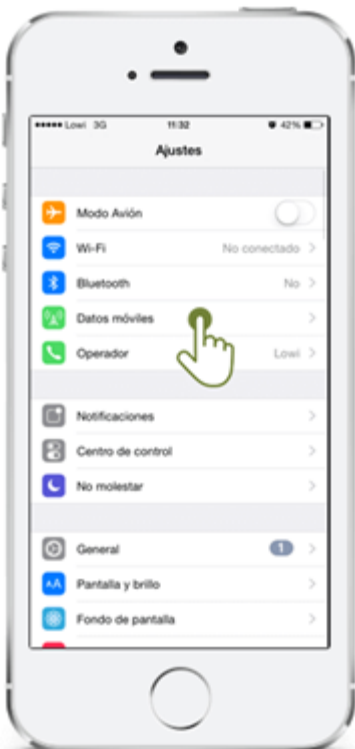 Lowi 3G 11:32 42%
Ajustes
Modo Avión
Wi-Fi No conectado
Bluetooth No
Datos móviles
Operador Lowi
Notificaciones
Centro de control
No molestar
General 1
AA Pantalla y brillo
Fondo de pantalla